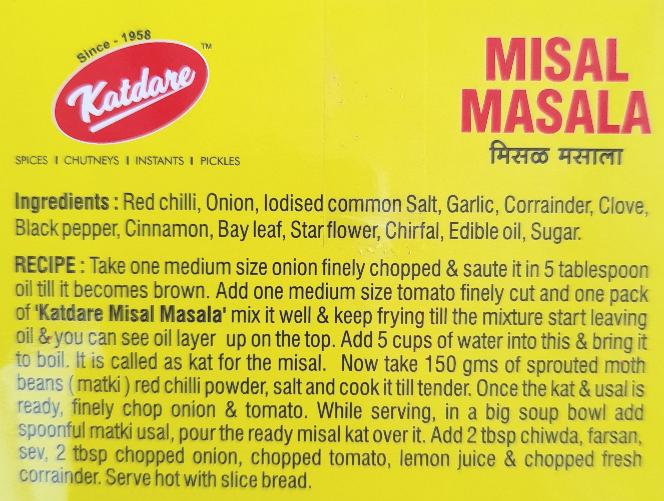 Since - 1958
Katdare TM
SPICES I CHUTNEYS I INSTANTS I PICKLES
MISAL
MASALA
मिसळ मसाला
Ingredients : Red chilli, Onion, Iodised common Salt, Garlic, Corrainder, Clove,
Black pepper, Cinnamon, Bay leaf, Star flower, Chirfal, Edible oil, Sugar.
RECIPE : Take one medium size onion finely chopped & saute it in 5 tablespoon
oil till it becomes brown. Add one medium size tomato finely cut and one pack
of 'Katdare Misal Masala' mix it well & keep frying till the mixture start leaving
oil & you can see oil layer up on the top. Add 5 cups of water into this & bring it
to boil. It is called as kat for the misal. Now take 150 gms of sprouted moth
beans ( matki ) red chilli powder, salt and cook it till tender. Once the kat & usal is
ready, finely chop onion & tomato. While serving, in a big soup bowl add
spoonful matki usal, pour the ready misal kat over it. Add 2 tbsp chiwda, farsan,
sev, 2 tbsp chopped onion, chopped tomato, lemon juice & chopped fresh
corrainder. Serve hot with slice bread.